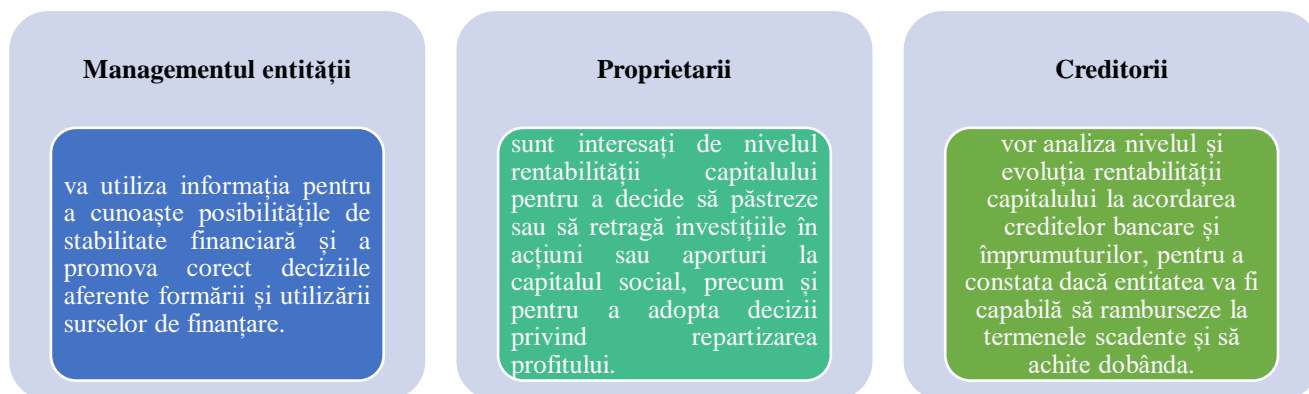 Managementul entității
va utiliza informația pentru
a cunoaște posibilitățile de
stabilitate financiară și a
promova corect deciziile
aferente formării și utilizării
surselor de finanțare.
Proprietarii
sunt interesați de nivelul
rentabilității capitalului
pentru a decide să păstreze
sau să retragă investițiile în
acțiuni sau aporturi la
capitalul social, precum și
pentru a adopta decizii
privind repartizarea
profitului.
Creditorii
vor analiza nivelul și
evoluția rentabilității
capitalului la acordarea
creditelor bancare și
împrumuturilor, pentru a
constata dacă entitatea va fi
capabilă să ramburseze la
termenele scadente și să
achite dobânda.